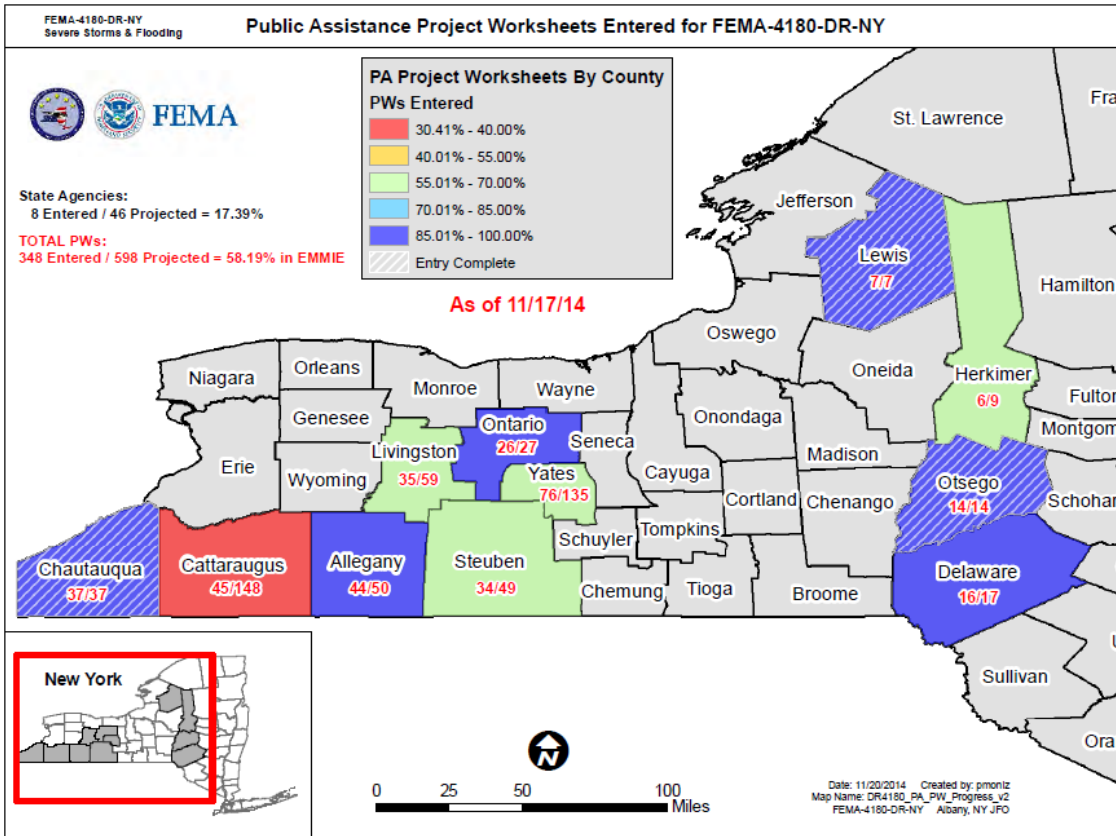 FEMA-4180-DR-NY
Severe Storms & Flooding
Public Assistance Project Worksheets Entered for FEMA-4180-DR-NY
FEMA
PA Project Worksheets By County
PWs Entered
30.41% - 40.00%
40.01% - 55.00%
55.01% - 70.00%
70.01% - 85.00%
85.01% - 100.00%
Entry Complete
State Agencies:
8 Entered / 46 Projected = 17.39%
TOTAL PWs:
348 Entered / 598 Projected = 58.19% in EMMIE
As of 11/17/14
St. Lawrence
Fra
Jefferson
Lewis
7/7
Hamilton
Oswego
Oneida
Herkimer
6/9
Fulton
Montgom
Niagara
Orleans
Monroe
Wayne
Genesee
Ontario
26/27
Onondaga
Seneca
Livingston
35/59
Erie
Wyoming
Yates
76/135
Cayuga
Madison
Otsego
14/14
Cortland
Chenango
Schohar
Tompkins
Schuyler
Chautauqua
37/37
Cattaraugus
45/148
Allegany
44/50
Steuben
34/49
Chemung
Tioga
Broome
Delaware
16/17
Sullivan
Ora
New York
N
0 25 50 100
Miles
Date: 11/20/2014 Created by: pmoniz
Map Name: DR4180_PA_PW_Progress_v2
FEMA-4180-DR-NY Albany, NY JFO